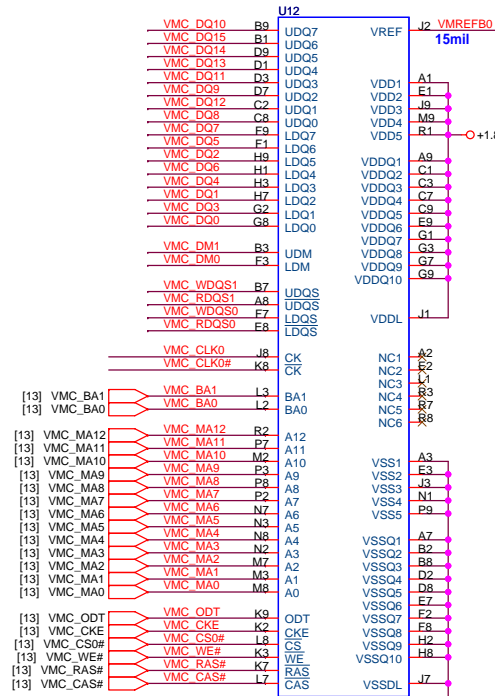 U12
VMC_DQ10 B9 UDQ7 VREF J2 VMREFB0
VMC_DQ15 B1 UDQ6 15mil
VMC_DQ14 D9 UDQ5
VMC_DQ13 D1 UDQ4
VMC_DQ11 D3 UDQ3 VDD1 A1
VMC_DQ9 D7 UDQ2 VDD2 E1
VMC_DQ12 C2 UDQ1 VDD3 J9
VMC_DQ8 C8 UDQ0 VDD4 M9
VMC_DQ7 F9 LDQ7 VDD5 R1 +1.8
VMC_DQ5 F1 LDQ6
VMC_DQ2 H9 LDQ5 VDDQ1 A9
VMC_DQ6 H1 LDQ4 VDDQ2 C1
VMC_DQ4 H3 LDQ3 VDDQ3 C3
VMC_DQ1 H7 LDQ2 VDDQ4 C7
VMC_DQ3 G2 LDQ1 VDDQ5 C9
VMC_DQ0 G8 LDQ0 VDDQ6 E9
VDDQ7 G1
VMC_DM1 B3 UDM VDDQ8 G3
VMC_DM0 F3 LDM VDDQ9 G7
VDDQ10 G9
VMC_WDQS1 B7 UDQS
VMC_RDQS1 A8 UDQS
VMC_WDQS0 F7 LDQS VDDL J1
VMC_RDQS0 E8 LDQS
VMC_CLK0 J8 CK NC1 A2
VMC_CLK0# K8 CK NC2 E2
NC3 L1
[13] VMC_BA1 VMC_BA1 L3 BA1 NC4 R3
[13] VMC_BA0 VMC_BA0 L2 BA0 NC5 R7
NC6 R8
[13] VMC_MA12 VMC_MA12 R2 A12
[13] VMC_MA11 VMC_MA11 P7 A11
[13] VMC_MA10 VMC_MA10 M2 A10 VSS1 A3
[13] VMC_MA9 VMC_MA9 P3 A9 VSS2 E3
[13] VMC_MA8 VMC_MA8 P8 A8 VSS3 J3
[13] VMC_MA7 VMC_MA7 P2 A7 VSS4 N1
[13] VMC_MA6 VMC_MA6 N7 A6 VSS5 P9
[13] VMC_MA5 VMC_MA5 N3 A5
[13] VMC_MA4 VMC_MA4 N8 A4 VSSQ1 A7
[13] VMC_MA3 VMC_MA3 N2 A3 VSSQ2 B2
[13] VMC_MA2 VMC_MA2 M7 A2 VSSQ3 B8
[13] VMC_MA1 VMC_MA1 M3 A1 VSSQ4 D2
[13] VMC_MA0 VMC_MA0 M8 A0 VSSQ5 D8
VSSQ6 E7
[13] VMC_ODT VMC_ODT K9 ODT VSSQ7 F2
[13] VMC_CKE VMC_CKE K2 CKE VSSQ8 F8
[13] VMC_CS0# VMC_CS0# L8 CS VSSQ9 H2
[13] VMC_WE# VMC_WE# K3 WE VSSQ10 H8
[13] VMC_RAS# VMC_RAS# K7 RAS
[13] VMC_CAS# VMC_CAS# L7 CAS VSSDL J7